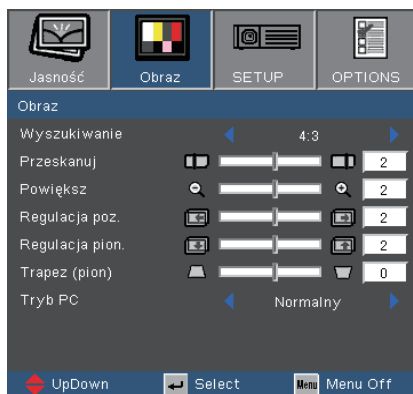 Jasność Obraz SETUP OPTIONS
Obraz
Wyszukiwanie 4:3
Przeskanuj 2
Powiększ 2
Regulacja poz. 2
Regulacja pion. 2
Trapez (pion) 0
Tryb PC Normalny
UpDown Select Menu Menu Off